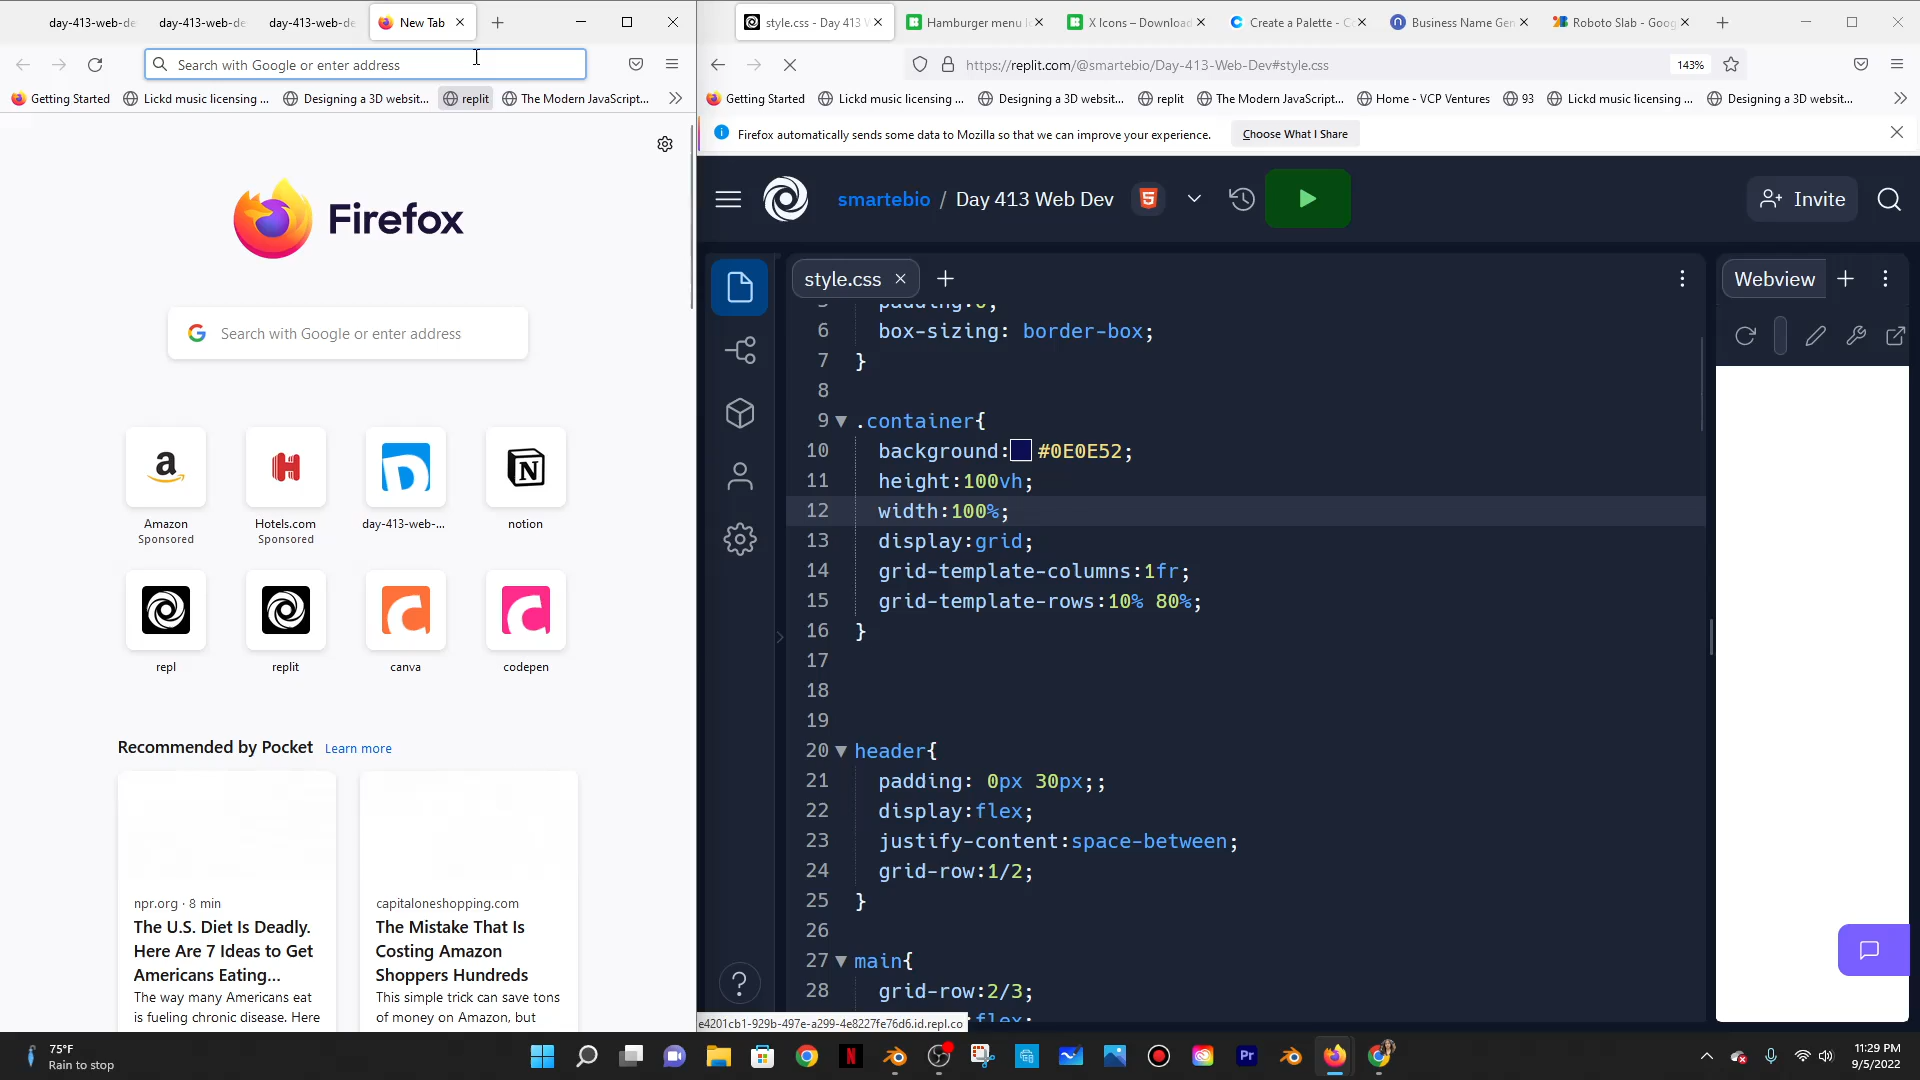 day-413-web-de
day-413-web-de
day-413-web-de
New Tab
Search with Google or enter address
Getting Started
Lickd music licensing ...
Designing a 3D websit...
replit
The Modern JavaScript...
Firefox
Search with Google or enter address
Amazon
Sponsored
Hotels.com
Sponsored
day-413-web-...
notion
repl
replit
canva
codepen
Recommended by Pocket
Learn more
npr.org · 8 min
The U.S. Diet Is Deadly.
Here Are 7 Ideas to Get
Americans Eating...
The way many Americans eat
is fueling chronic disease. Here
capitaloneshopping.com
The Mistake That Is
Costing Amazon
Shoppers Hundreds
This simple trick can save tons
of money on Amazon, but
style.css - Day 413 W
Hamburger menu I
X Icons – Download
Create a Palette - Co
Business Name Gen
Roboto Slab - Goog
https://replit.com/@smartebio/Day-413-Web-Dev#style.css
143%
Getting Started
Lickd music licensing ...
Designing a 3D websit...
replit
The Modern JavaScript...
Home - VCP Ventures
93
Lickd music licensing ...
Designing a 3D websit...
Firefox automatically sends some data to Mozilla so that we can improve your experience.
Choose What I Share
smartebio / Day 413 Web Dev
Invite
style.css
Webview
5 padding:0;
6 box-sizing: border-box;
7 }
8
9 .container{
10 background: #0E0E52;
11 height:100vh;
12 width:100%;
13 display:grid;
14 grid-template-columns:1fr;
15 grid-template-rows:10% 80%;
16 }
17
18
19
20 header{
21 padding: 0px 30px;;
22 display:flex;
23 justify-content:space-between;
24 grid-row:1/2;
25 }
26
27 main{
28 grid-row:2/3;
flex;
e4201cb1-929b-497e-a299-4e8227fe76d6.id.repl.co
75°F
Rain to stop
11:29 PM
9/5/2022